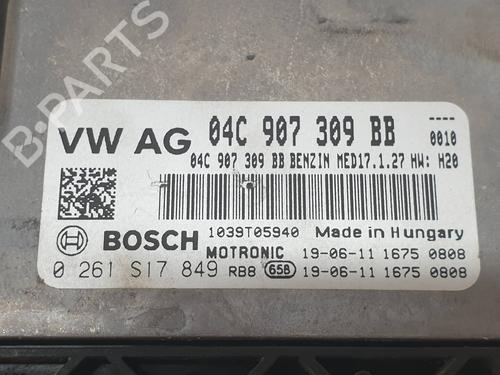 B-PARTS
VW AG 04C 907 309 BB ----
0010
04C 907 309 BB BENZIN MED17.1.27 HW: H20
1039T05940 Made in Hungary
BOSCH MOTRONIC 19-06-11 1675 0808
0 261 S17 849 RB8 658 19-06-11 1675 0808